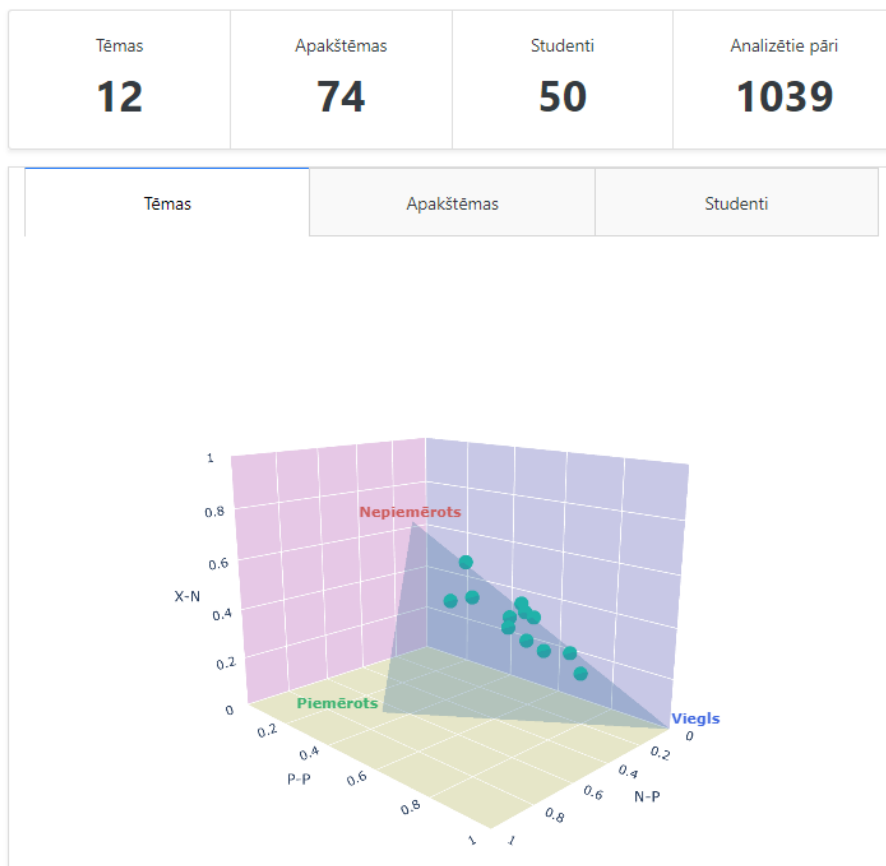 Tēmas
12
Apakštēmas
74
Studenti
50
Analizētie pāri
1039
Tēmas
Apakštēmas
Studenti
1
0.8
0.6
0.4
0.2
0
X-N
Nepiemērots
Piemērots
Viegls
0.2
0.4
0.6
0.8
1
P-P
0
0.2
0.4
0.6
0.8
1
N-P